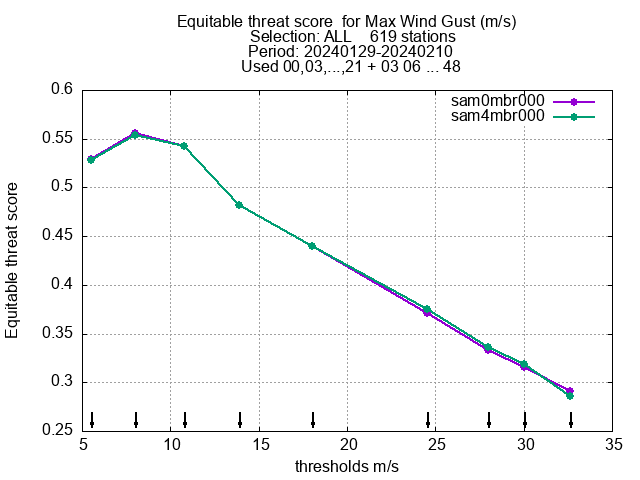 Equitable threat score  for Max Wind Gust (m/s)
Selection: ALL    619 stations
Period: 20240129-20240210
Used 00,03,...,21 + 03 06 ... 48
sam0mbr000
sam4mbr000
0.6
0.55
0.5
0.45
0.4
0.35
0.3
0.25
Equitable threat score
5 10 15 20 25 30 35
thresholds m/s